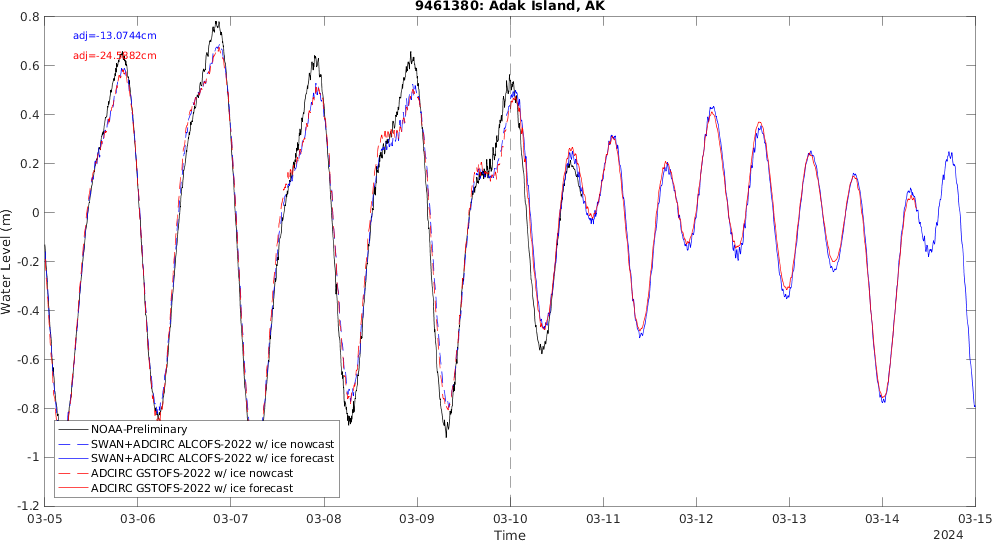 9461380: Adak Island, AK
adj=-13.0744cm
Water Level (m)
0.8
0.6
0.4
0.2
0
-0.2
-0.4
-0.6
-0.8
-1
-1.2
NOAA-Preliminary
SWAN+ADCIRC ALCOFS-2022 w/ ice nowcast
SWAN+ADCIRC ALCOFS-2022 w/ ice forecast
ADCIRC GSTOFS-2022 w/ ice nowcast
ADCIRC GSTOFS-2022 w/ ice forecast
03-05 03-06 03-07 03-08 03-09 03-10 03-11 03-12 03-13 03-14 03-15
Time
2024